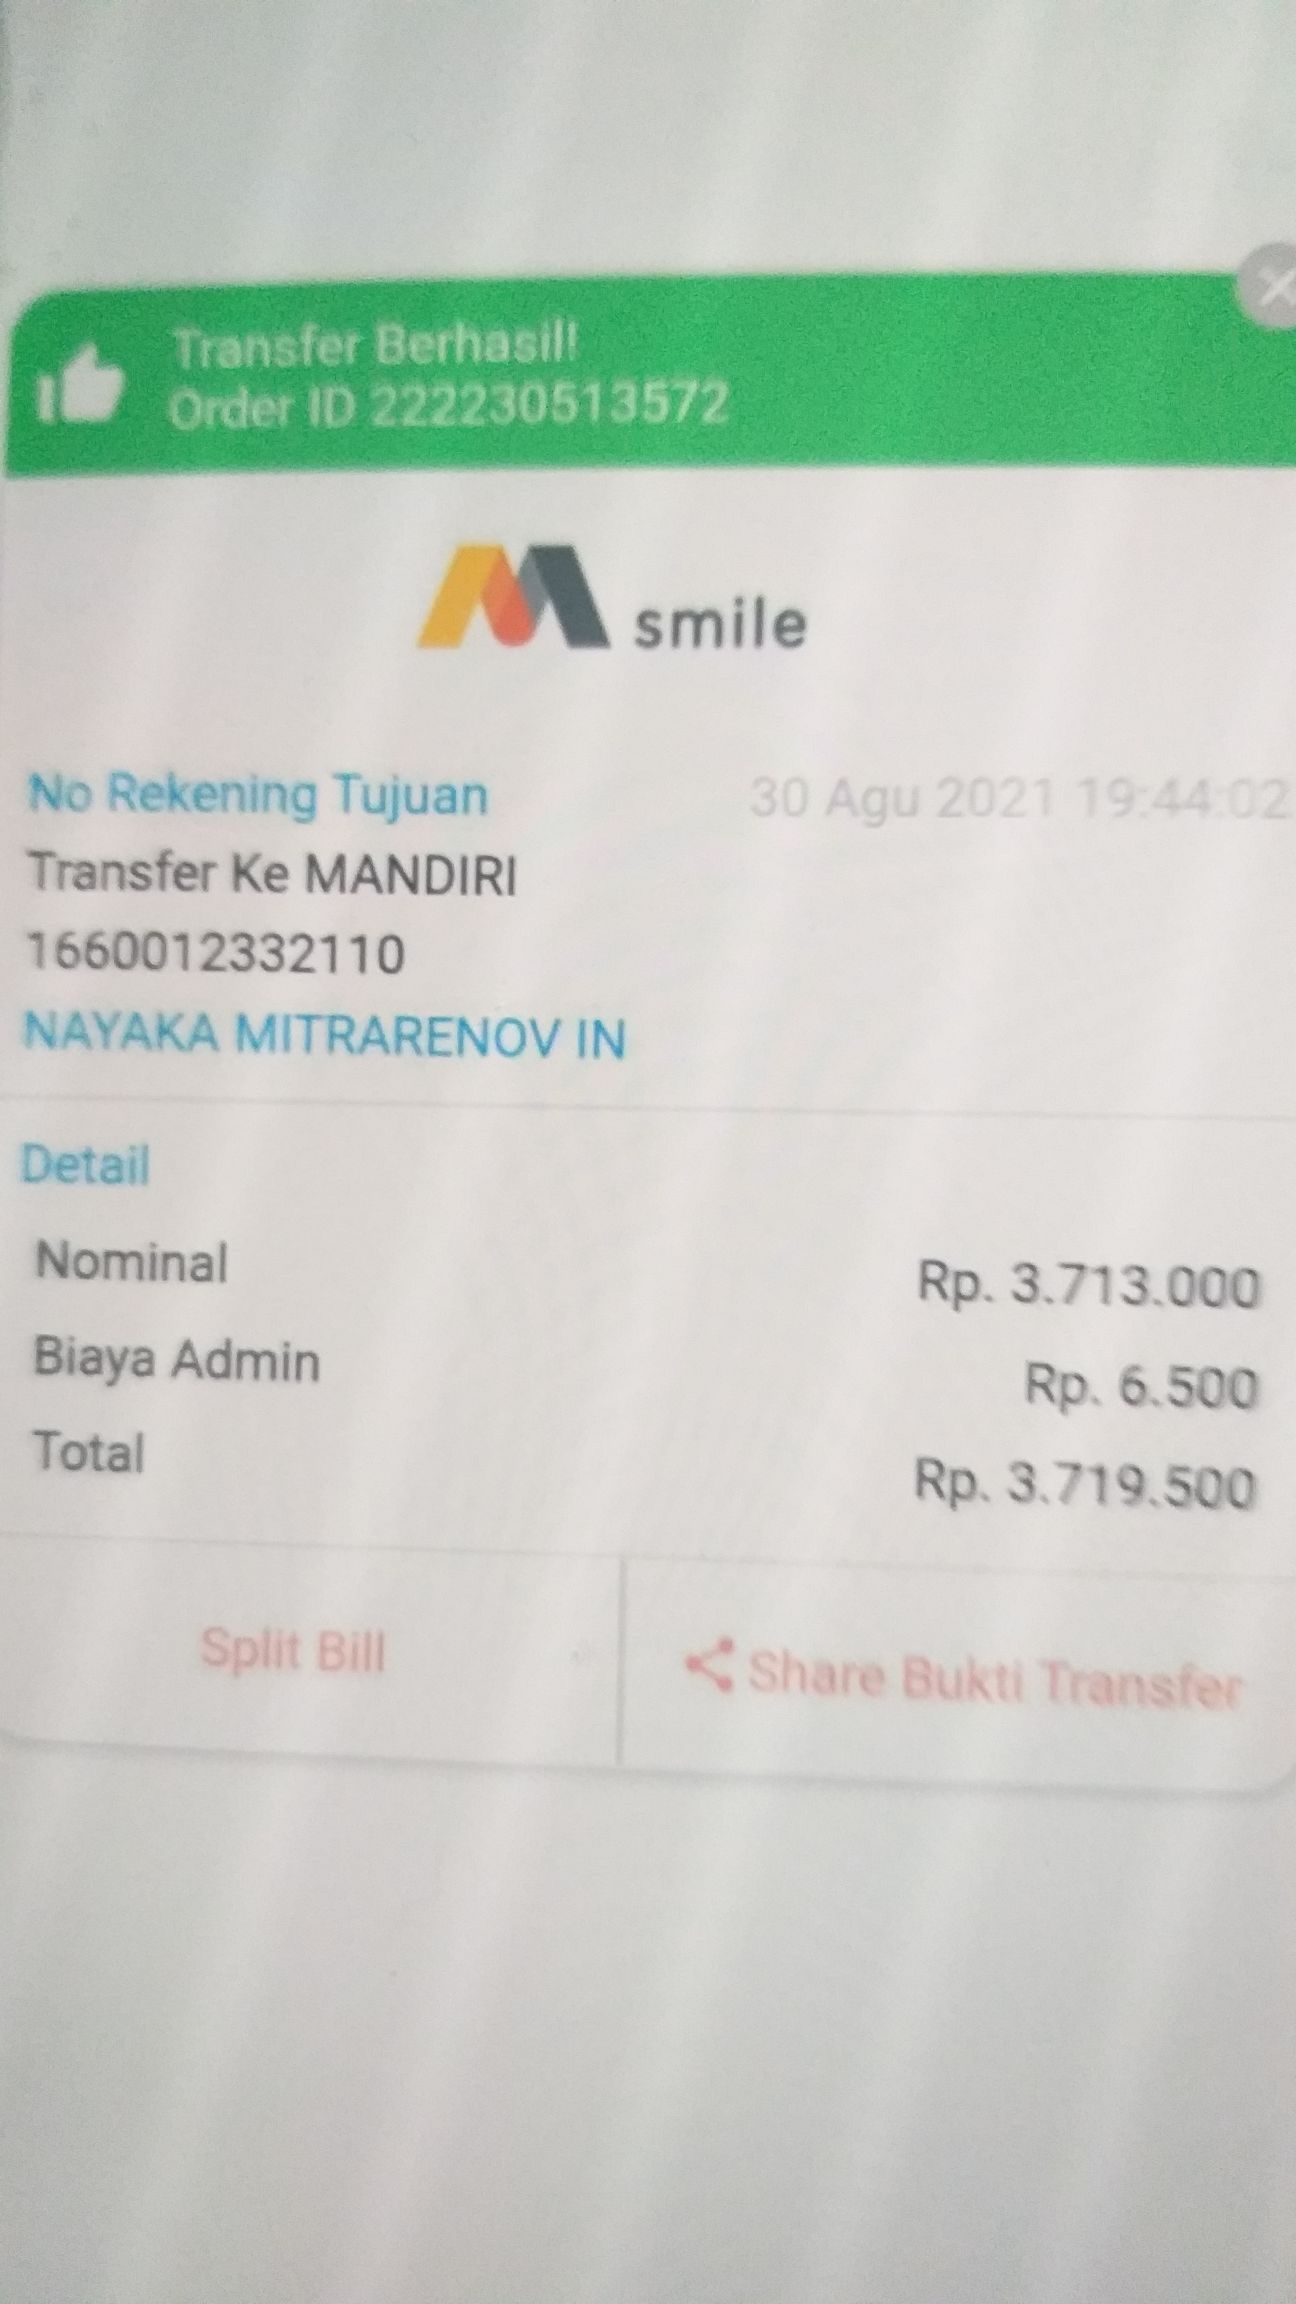 Transfer Berhasil!
Order ID 222230513572
smile
No Rekening Tujuan
30 Agu 2021 19:44:02
Transfer Ke MANDIRI
1660012332110
NAYAKA MITRARENOV IN
Detail
Nominal Rp. 3.713.000
Biaya Admin Rp. 6.500
Total Rp. 3.719.500
Split Bill
Share Bukti Transfer